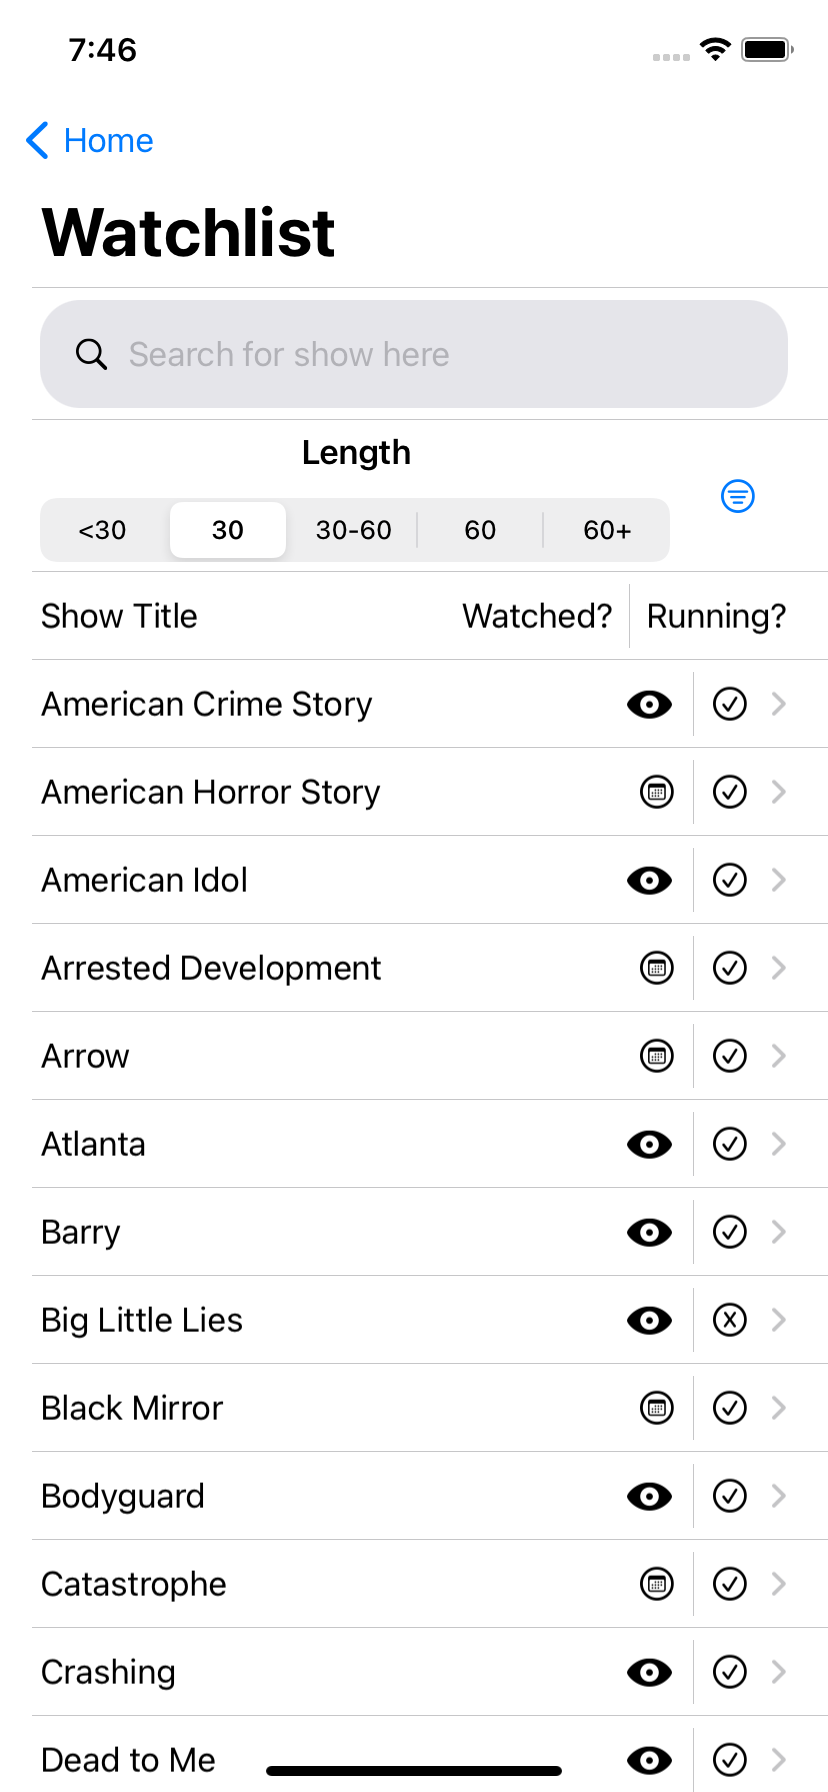 7:46
Home
Watchlist
Search for show here
Length
<30 30 30-60 60 60+
Show Title Watched? Running?
American Crime Story
American Horror Story
American Idol
Arrested Development
Arrow
Atlanta
Barry
Big Little Lies
Black Mirror
Bodyguard
Catastrophe
Crashing
Dead to Me